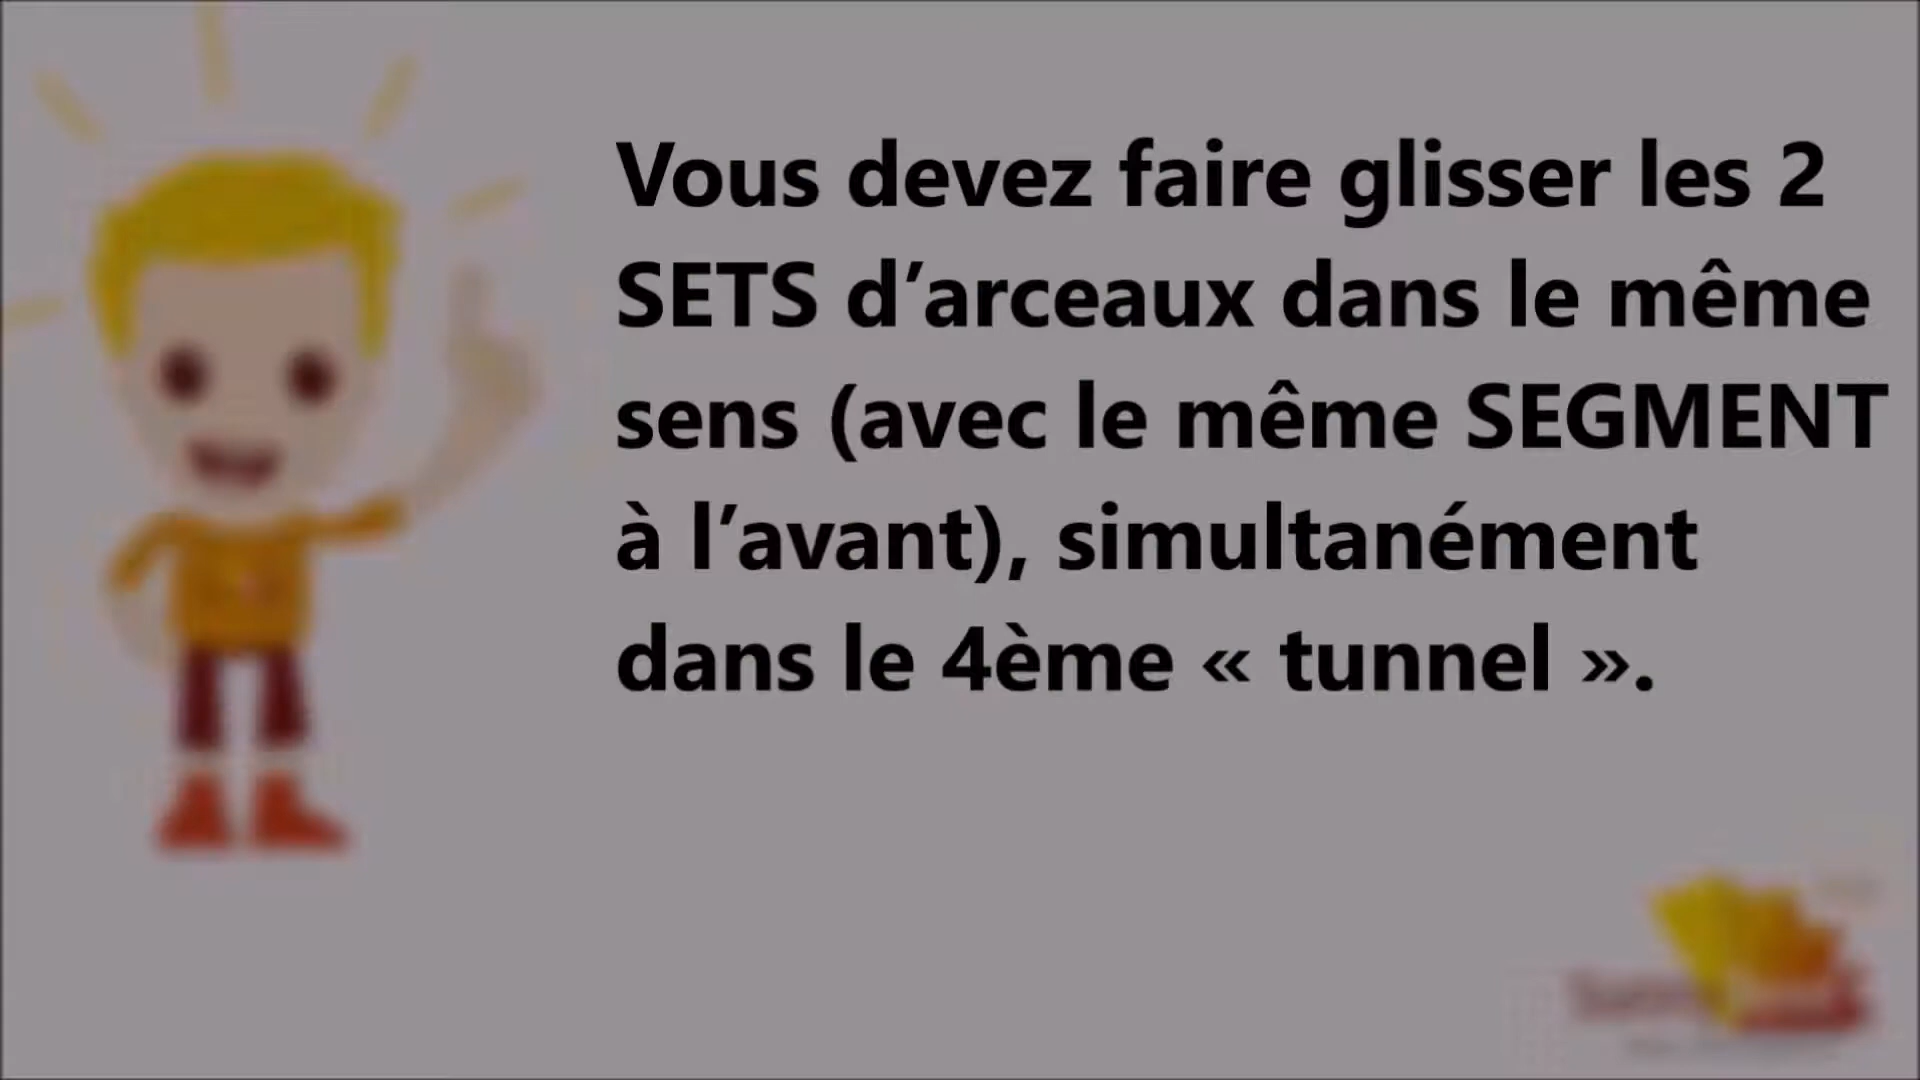 Vous devez faire glisser les 2
SETS d’arceaux dans le même
sens (avec le même SEGMENT
à l’avant), simultanément
dans le 4ème « tunnel ».